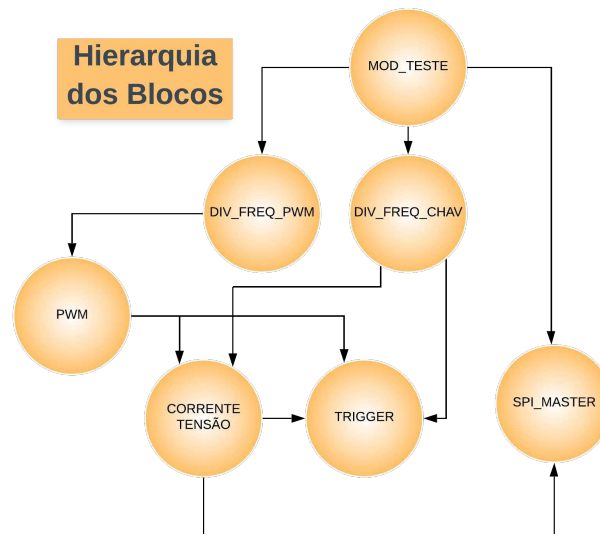 Hierarquia
dos Blocos
MOD_TESTE
DIV_FREQ_PWM
DIV_FREQ_CHAV
PWM
CORRENTE
TENSÃO
TRIGGER
SPI_MASTER